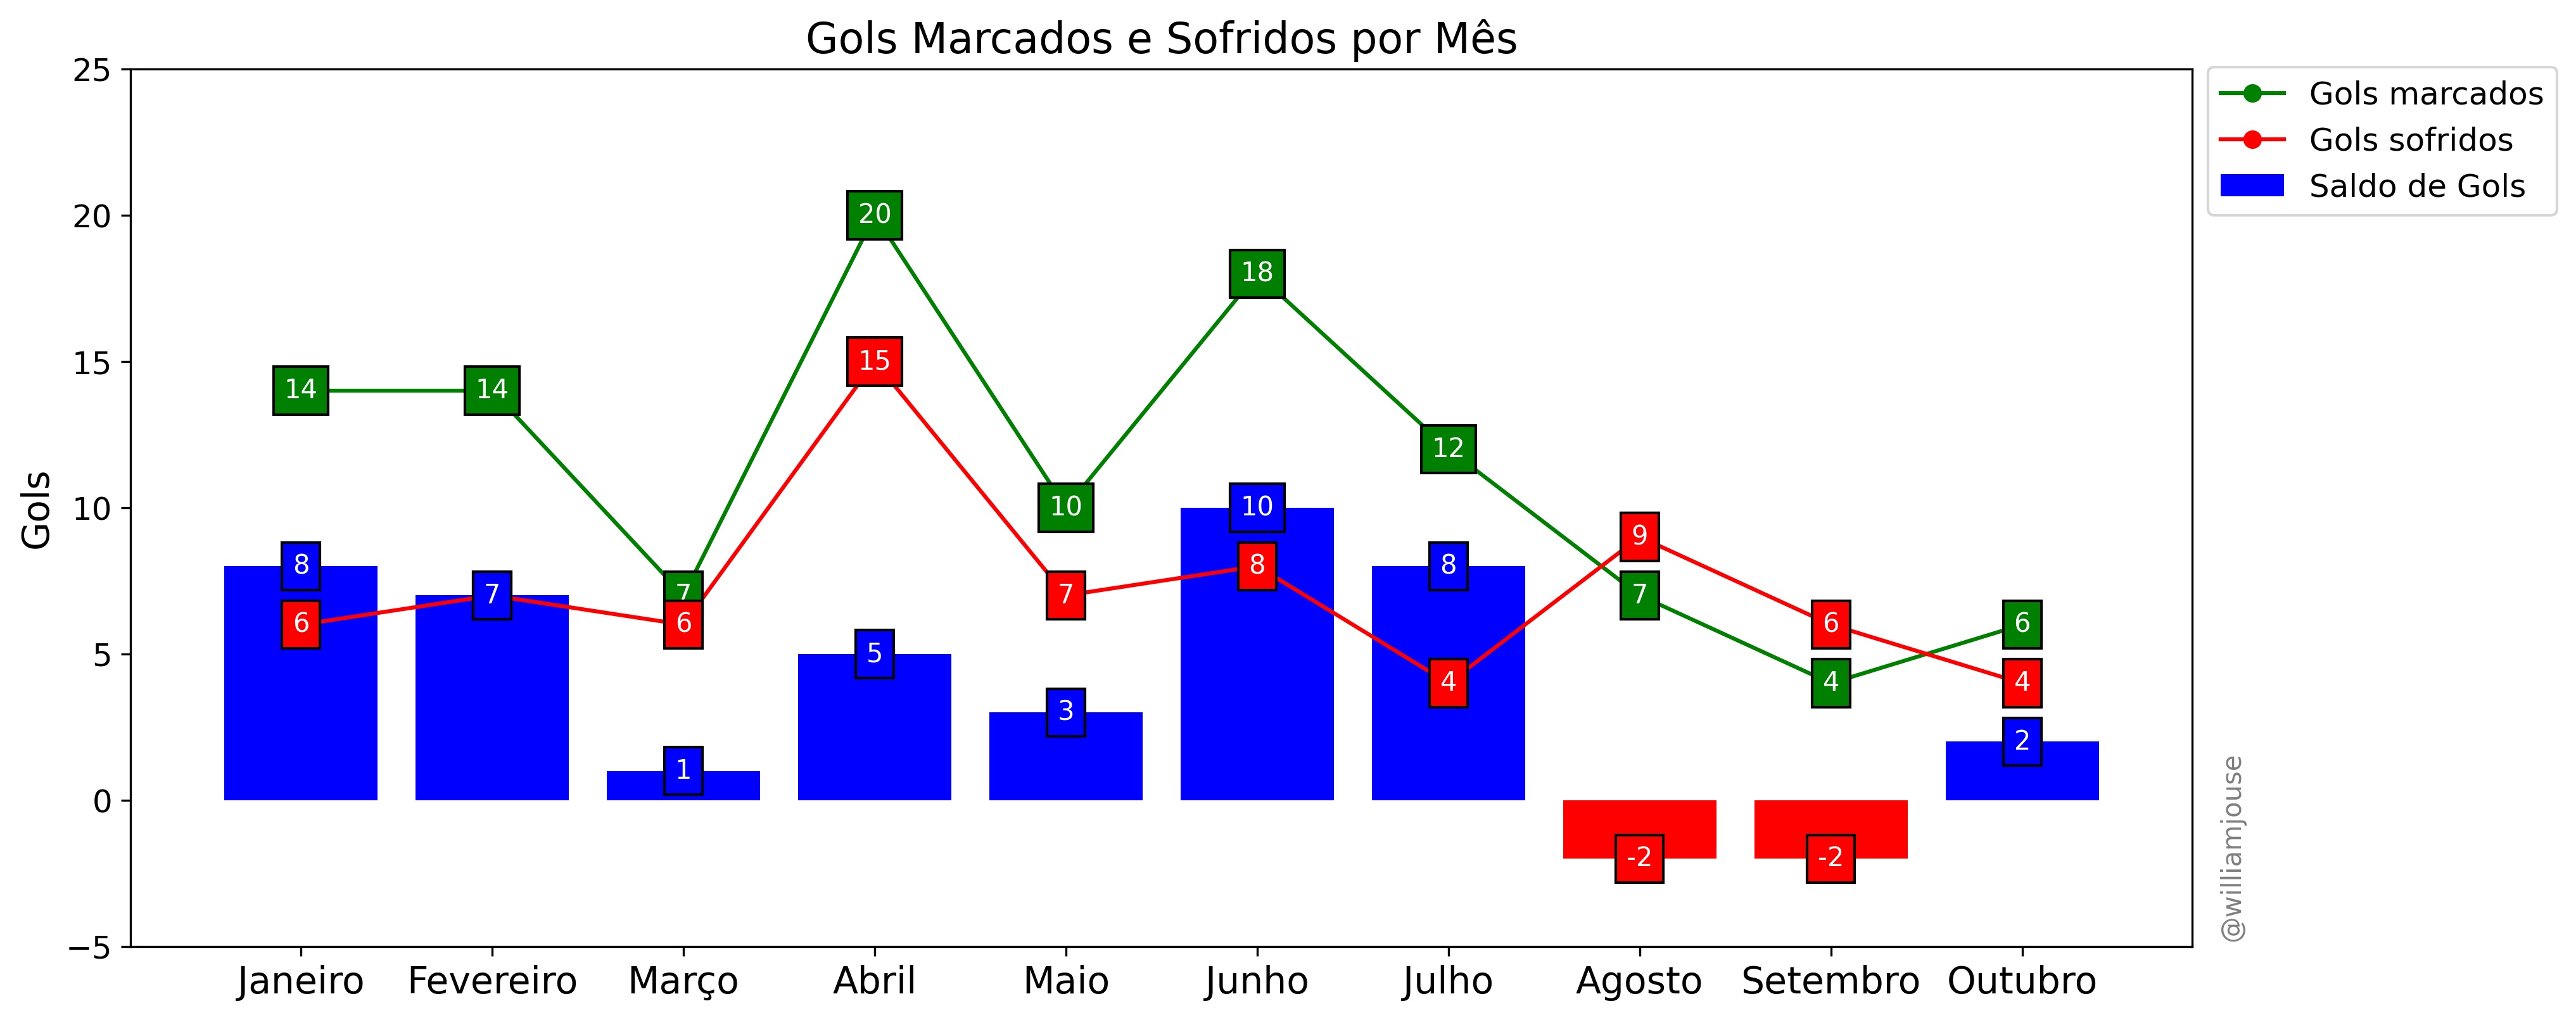 Gols Marcados e Sofridos por Mês
Gols marcados
Gols sofridos
Saldo de Gols
Gols
25
20
15
10
5
0
−5
14 14 7 20 10 18 12 7 4 6
6 6 15 7 8 4 9 6 4
8 7 1 5 3 10 8 -2 -2 2
Janeiro Fevereiro Março Abril Maio Junho Julho Agosto Setembro Outubro
@williamjouse